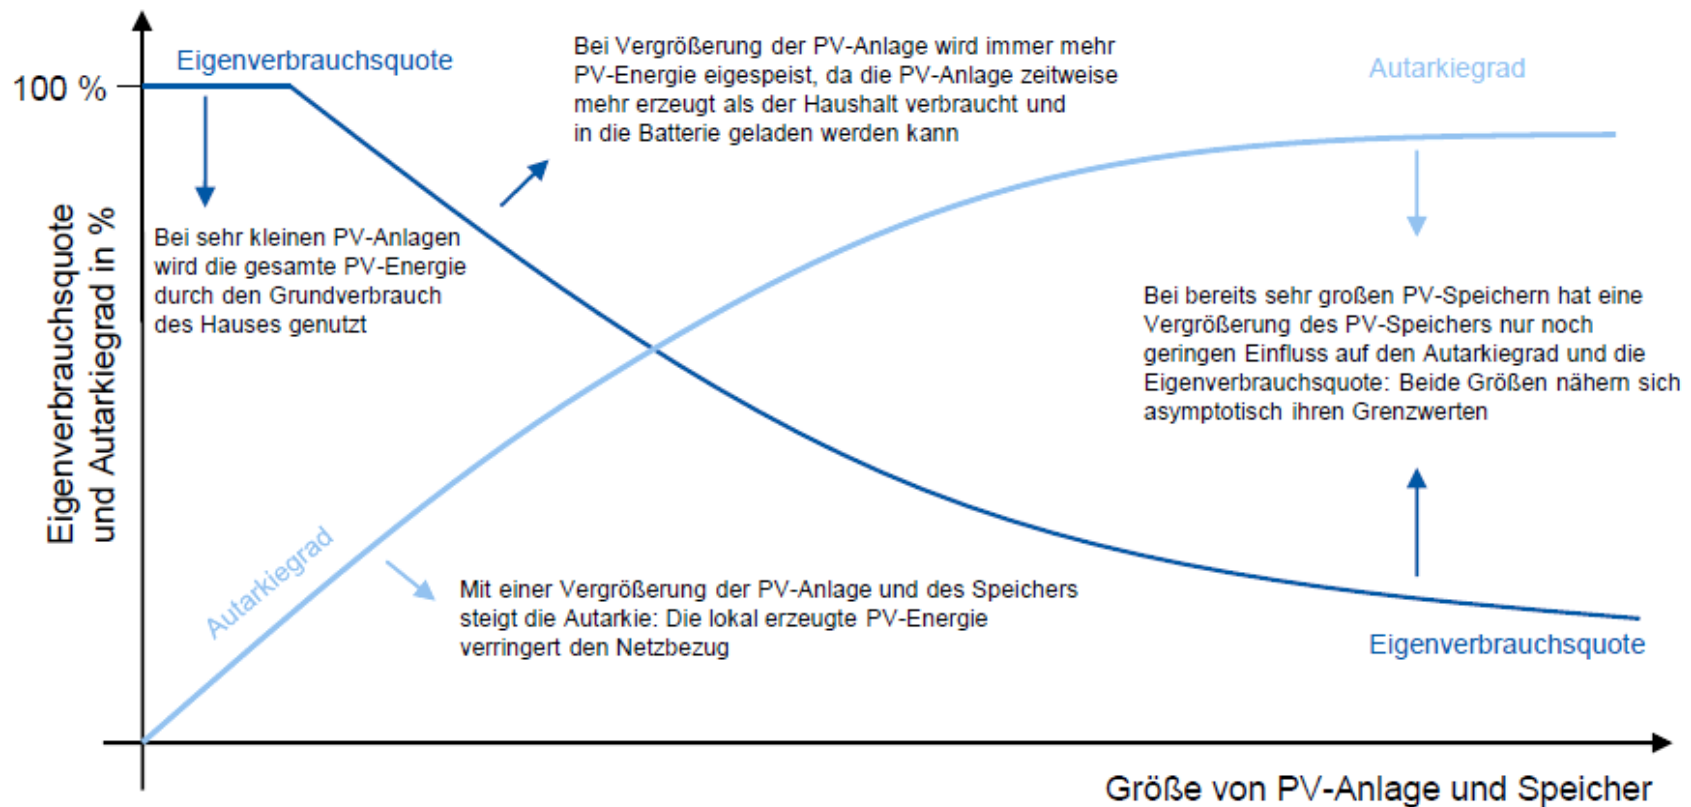 Eigenverbrauchsquote
100 %
Bei Vergrößerung der PV-Anlage wird immer mehr
PV-Energie eigespeist, da die PV-Anlage zeitweise
mehr erzeugt als der Haushalt verbraucht und
in die Batterie geladen werden kann
Autarkiegrad
Eigenverbrauchsquote
und Autarkiegrad in %
Bei sehr kleinen PV-Anlagen
wird die gesamte PV-Energie
durch den Grundverbrauch
des Hauses genutzt
Bei bereits sehr großen PV-Speichern hat eine
Vergrößerung des PV-Speichers nur noch
geringen Einfluss auf den Autarkiegrad und die
Eigenverbrauchsquote: Beide Größen nähern sich
asymptotisch ihren Grenzwerten
Autarkiegrad
Mit einer Vergrößerung der PV-Anlage und des Speichers
steigt die Autarkie: Die lokal erzeugte PV-Energie
verringert den Netzbezug
Eigenverbrauchsquote
Größe von PV-Anlage und Speicher